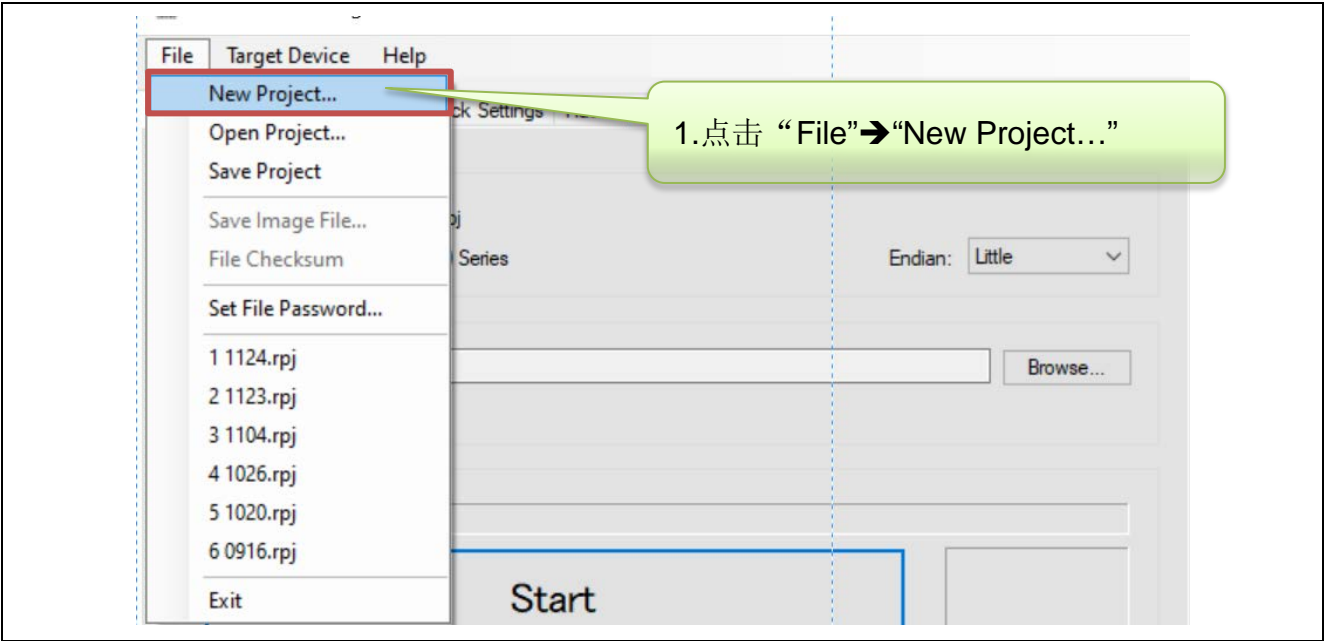 File Target Device Help
New Project...
ck Settings
1.点击“File”➔“New Project…”
Open Project...
Save Project
Save Image File...
File Checksum
Series
Endian: Little
Set File Password...
1 1124.rpj
Browse...
2 1123.rpj
3 1104.rpj
4 1026.rpj
5 1020.rpj
6 0916.rpj
Exit
Start